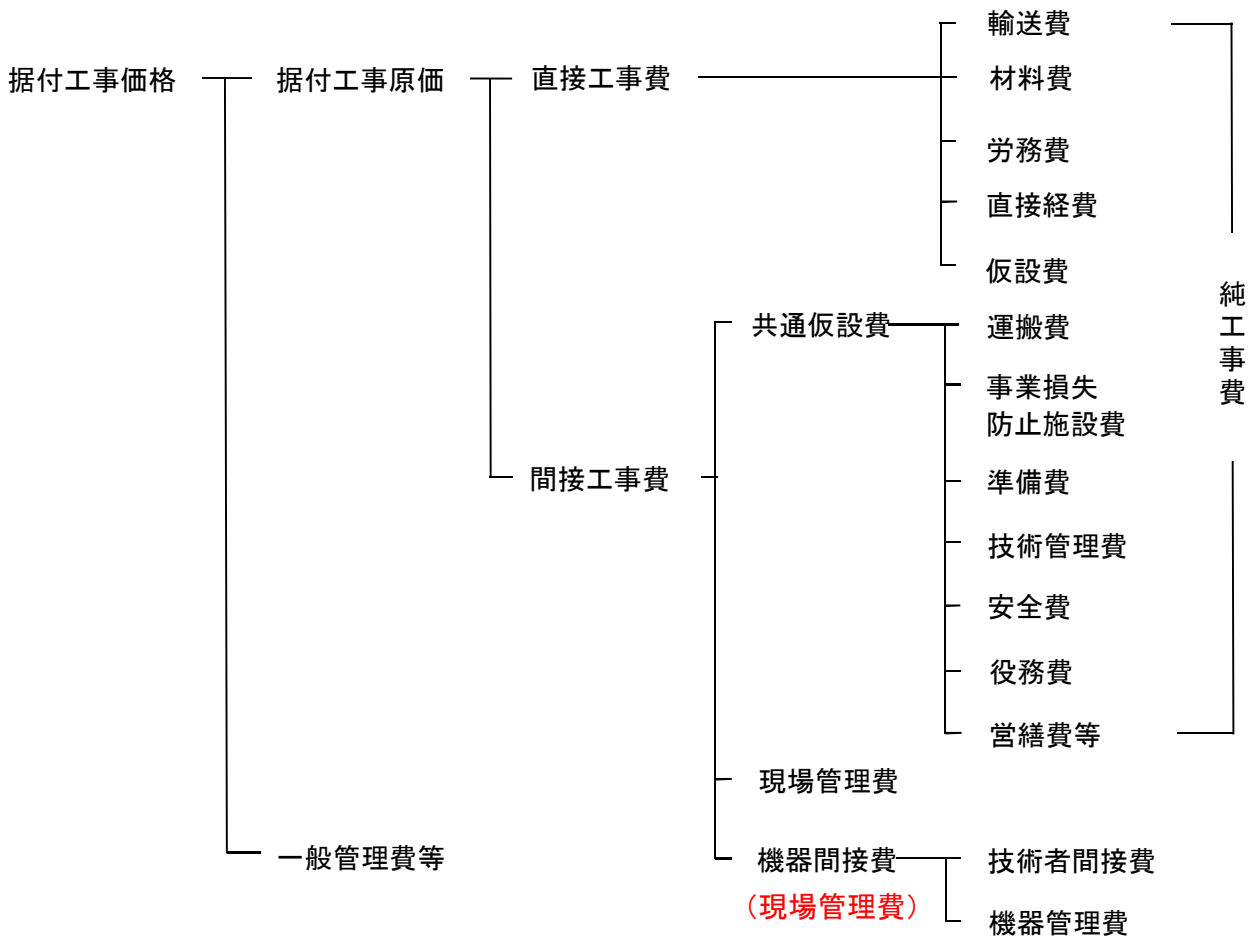 据付工事価格
据付工事原価
直接工事費
輸送費
材料費
労務費
直接経費
仮設費
純工事費
間接工事費
共通仮設費
運搬費
事業損失
防止施設費
準備費
技術管理費
安全費
役務費
営繕費等
現場管理費
機器間接費
（現場管理費）
技術者間接費
機器管理費
一般管理費等